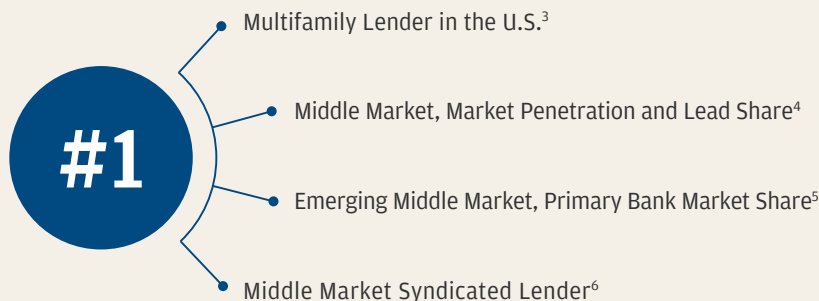 #1
Multifamily Lender in the U.S.³
Middle Market, Market Penetration and Lead Share⁴
Emerging Middle Market, Primary Bank Market Share⁵
Middle Market Syndicated Lender⁶